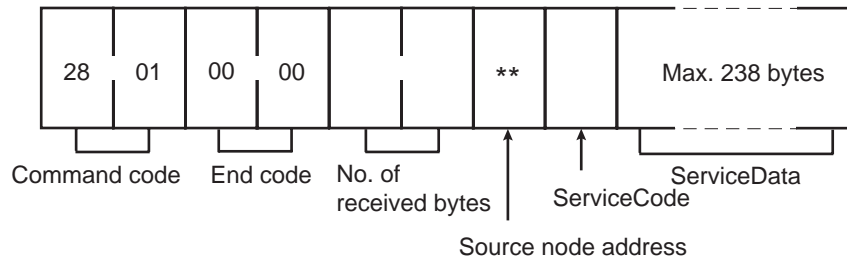 28 01 00 00 ** Max. 238 bytes
Command code End code No. of received bytes ServiceCode ServiceData
Source node address